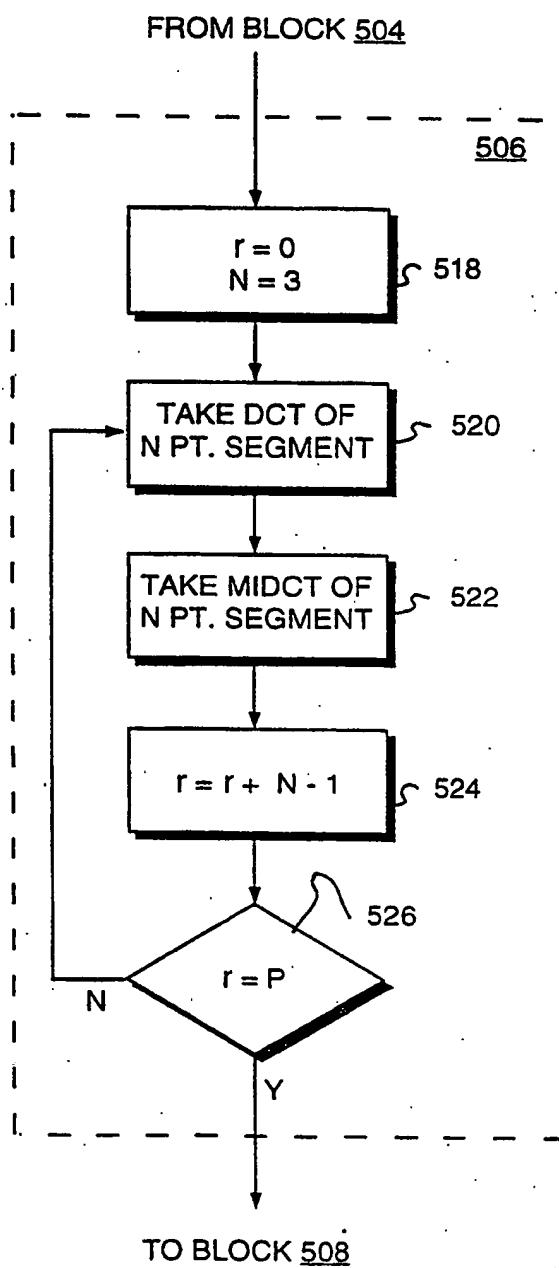 FROM BLOCK 504
506
r = 0
N = 3
518
TAKE DCT OF
N PT. SEGMENT
520
TAKE MIDCT OF
N PT. SEGMENT
522
r = r + N - 1
524
526
r = P
N
Y
TO BLOCK 508